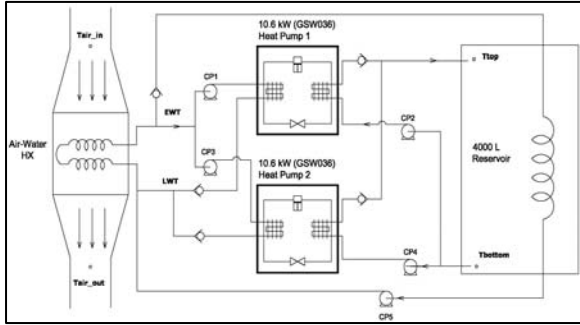 Tair_in
10.6 kW (GSW036)
Heat Pump 1
CP1
EWT
Ttop
Air-Water
HX
CP2
CP3
4000 L
Reservoir
10.6 kW (GSW036)
Heat Pump 2
LWT
Tair_out
CP4
Tbottom
CP5